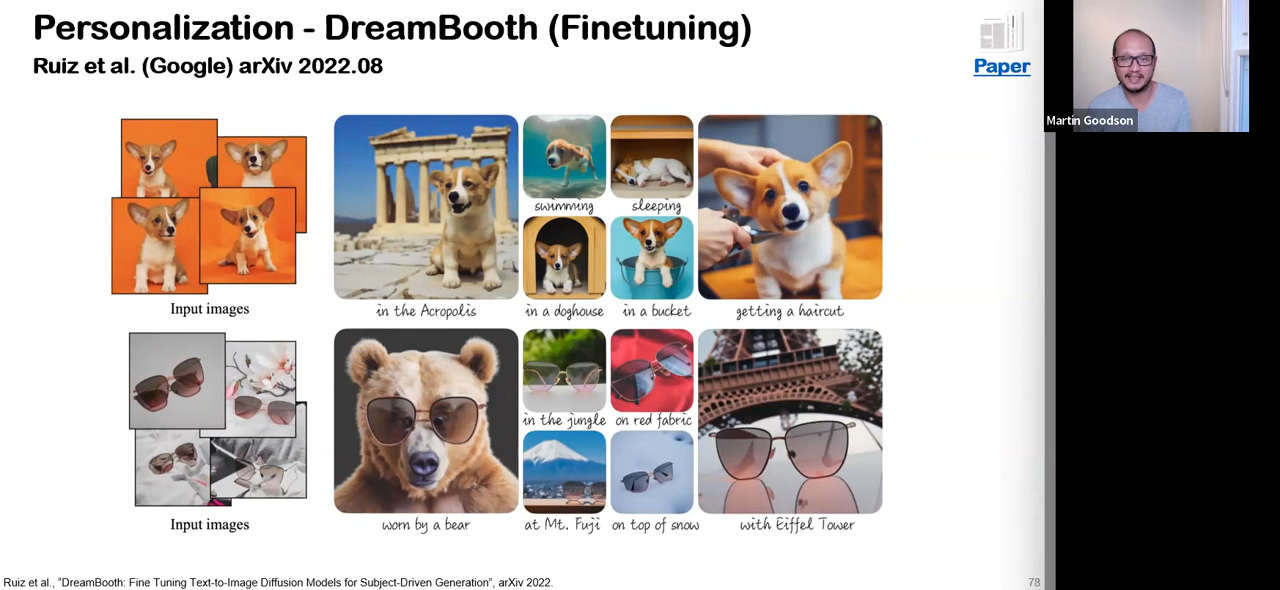 Personalization - DreamBooth (Finetuning)
Ruiz et al. (Google) arXiv 2022.08
Paper
Martin Goodson
swimming
sleeping
Input images
in the Acropolis
in a doghouse
in a bucket
getting a haircut
in the jungle
on red fabric
Input images
worn by a bear
at Mt. Fuji
on top of snow
with Eiffel Tower
Ruiz et al., "DreamBooth: Fine Tuning Text-to-Image Diffusion Models for Subject-Driven Generation", arXiv 2022.
78